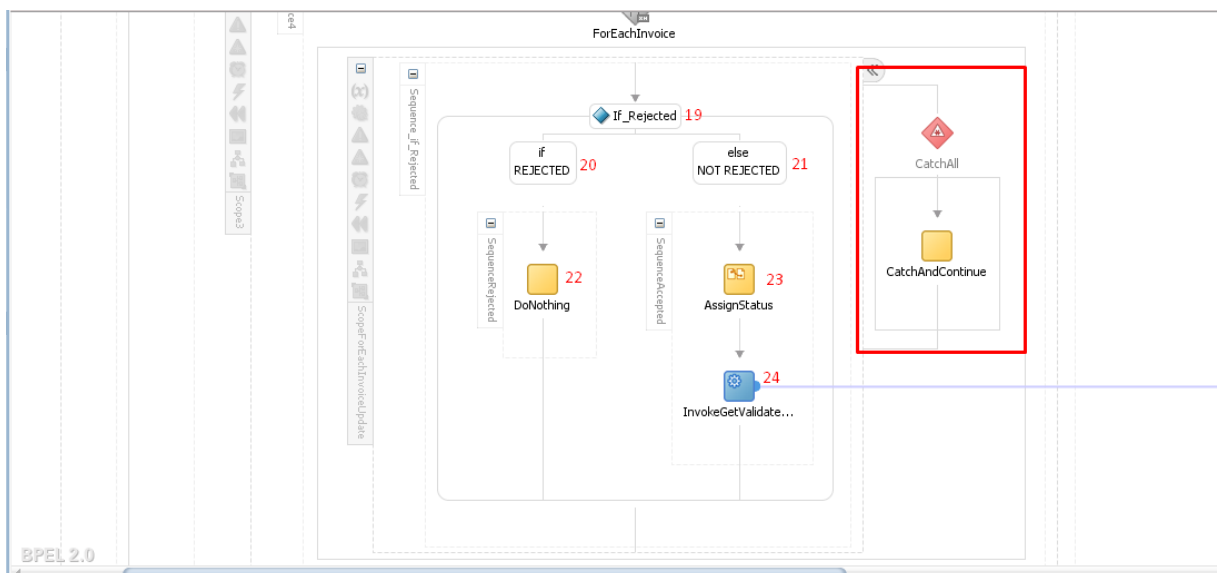 ce4
ForEachInvoice
Sequence_if_Rejected
If_Rejected 19
if
REJECTED 20
else
NOT REJECTED 21
CatchAll
Scope3
SequenceRejected
SequenceAccepted
CatchAndContinue
DoNothing 22
AssignStatus 23
ScopeForEachInvoiceUpdate
24
InvokeGetValidate...
(x)
BPEL 2.0